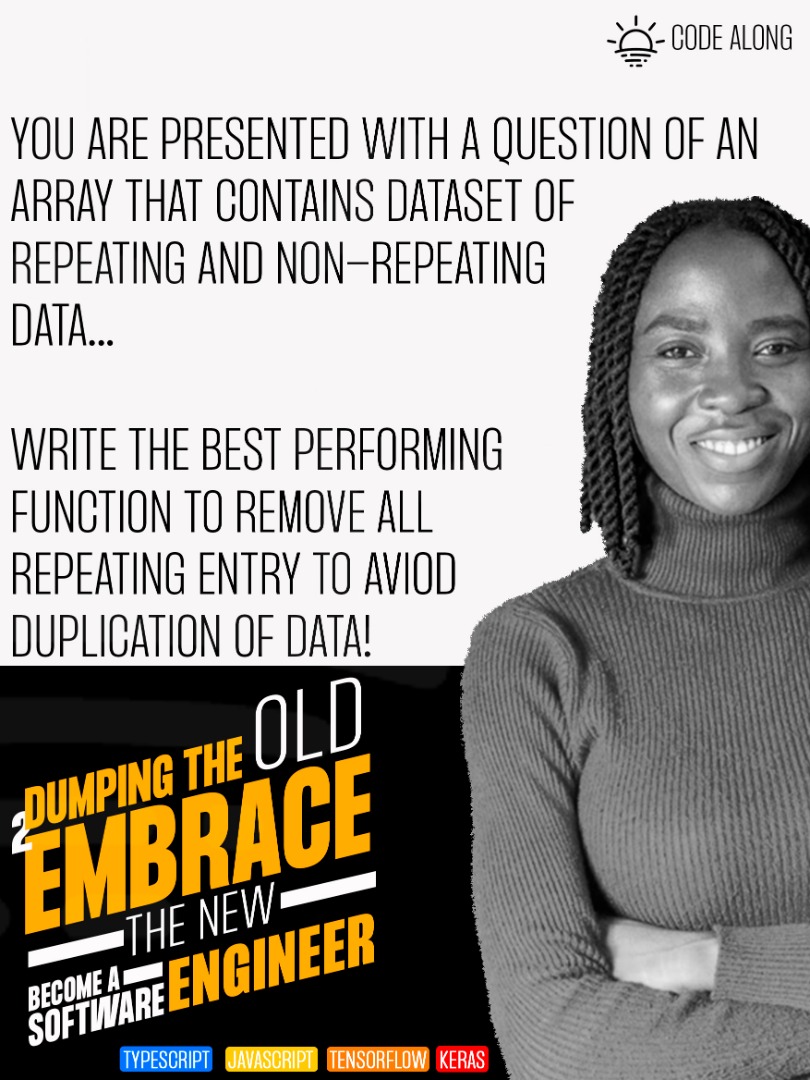 CODE ALONG
YOU ARE PRESENTED WITH A QUESTION OF AN
ARRAY THAT CONTAINS DATASET OF
REPEATING AND NON–REPEATING
DATA...
WRITE THE BEST PERFORMING
FUNCTION TO REMOVE ALL
REPEATING ENTRY TO AVIOD
DUPLICATION OF DATA!
DUMPING THE OLD
2EMBRACE
THE NEW
BECOME A
SOFTWARE ENGINEER
TYPESCRIPT JAVASCRIPT TENSORFLOW KERAS